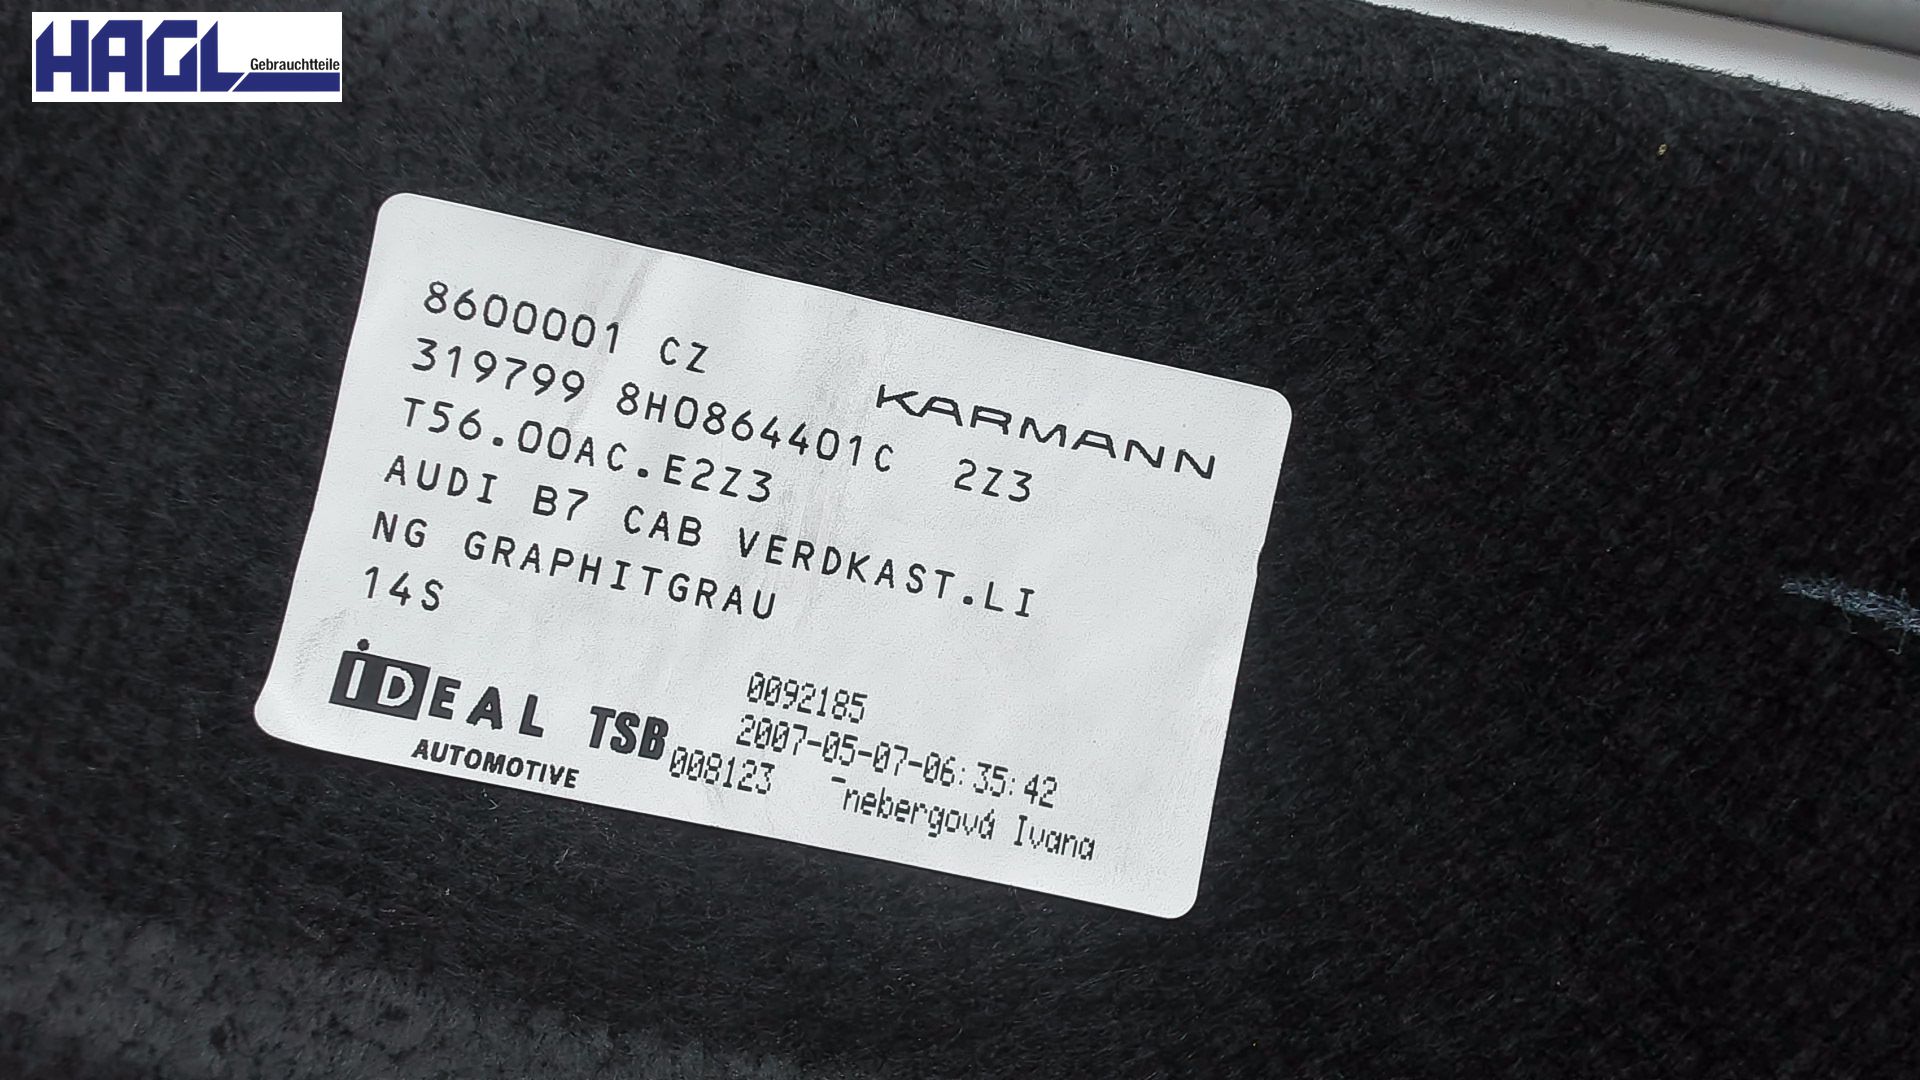 HAGL Gebrauchtteile
8600001 CZ
KARMANN
319799 8H0864401C 2Z3
T56.00AC.E2Z3
AUDI B7 CAB VERDKAST.LI
NG GRAPHITGRAU
14S
iDEAL TSB
AUTOMOTIVE
0092185
2007-05-07-06:35:42
008123 ¯nebergová Ivana